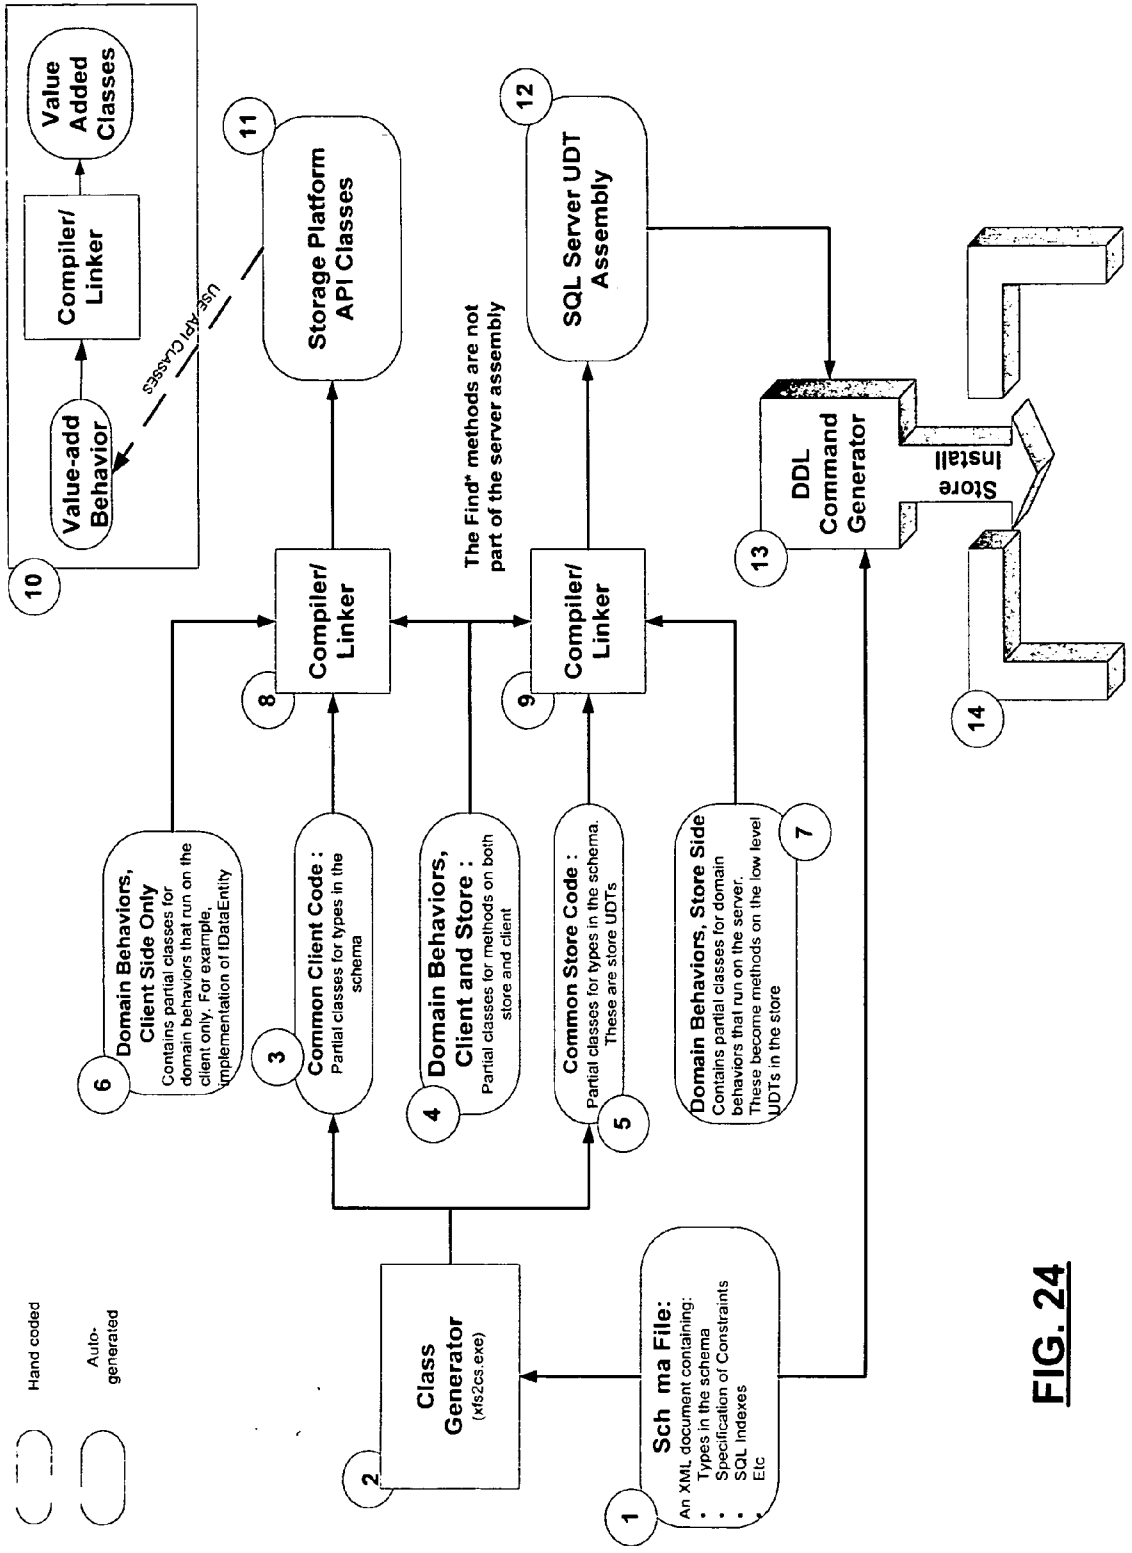 Hand coded
Auto-
generated
10
Value-add
Behavior
Compiler/
Linker
Value
Added
Classes
USE API CLASSES
6
Domain Behaviors,
Client Side Only
Contains partial classes for
domain behaviors that run on the
client only. For example,
implementation of IDataEntity
8
Compiler/
Linker
11
Storage Platform
API Classes
3
Common Client Code :
Partial classes for types in the
schema
2
Class
Generator
(xfs2cs.exe)
4
Domain Behaviors,
Client and Store :
Partial classes for methods on both
store and client
The Find* methods are not
part of the server assembly
5
Common Store Code :
Partial classes for types in the schema.
These are store UDTs
9
Compiler/
Linker
12
SQL Server UDT
Assembly
1
Sch ma File:
An XML document containing:
• Types in the schema
• Specification of Constraints
• SQL Indexes
• Etc
Domain Behaviors, Store Side
Contains partial classes for domain
behaviors that run on the server.
These become methods on the low level
UDTs in the store
7
13
DDL
Command
Generator
Store
Install
14
FIG. 24